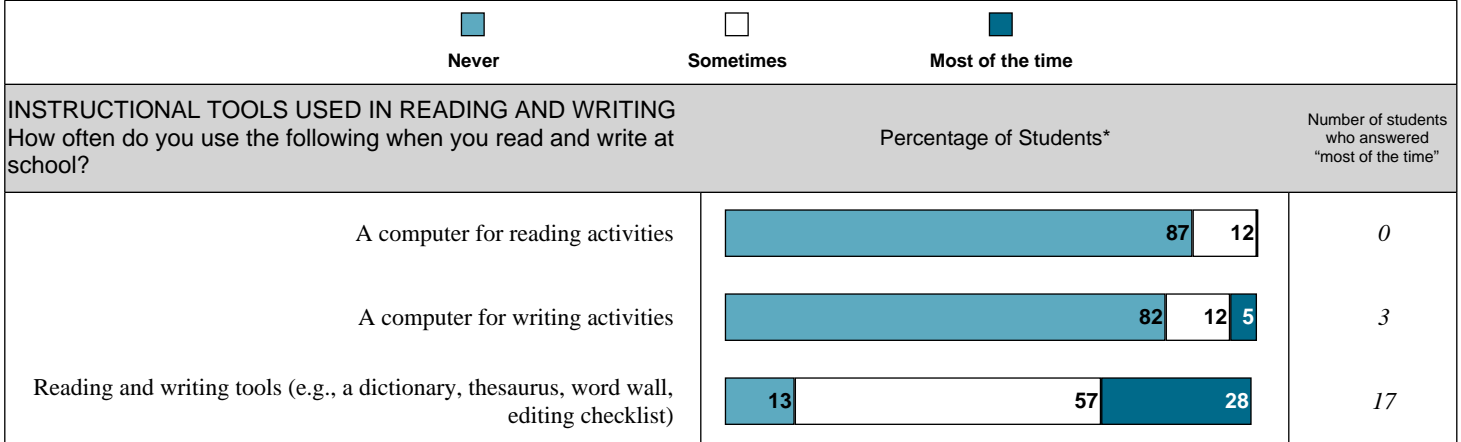 Never Sometimes Most of the time
INSTRUCTIONAL TOOLS USED IN READING AND WRITING
How often do you use the following when you read and write at
school?
Percentage of Students*
Number of students
who answered
“most of the time”
A computer for reading activities 87 12 0
A computer for writing activities 82 12 5 3
Reading and writing tools (e.g., a dictionary, thesaurus, word wall,
editing checklist) 13 57 28 17